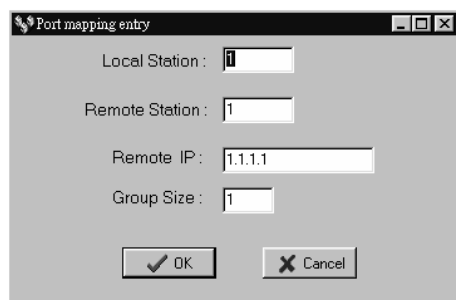 Port mapping entry
Local Station : 1
Remote Station : 1
Remote IP : 1.1.1.1
Group Size : 1
OK Cancel